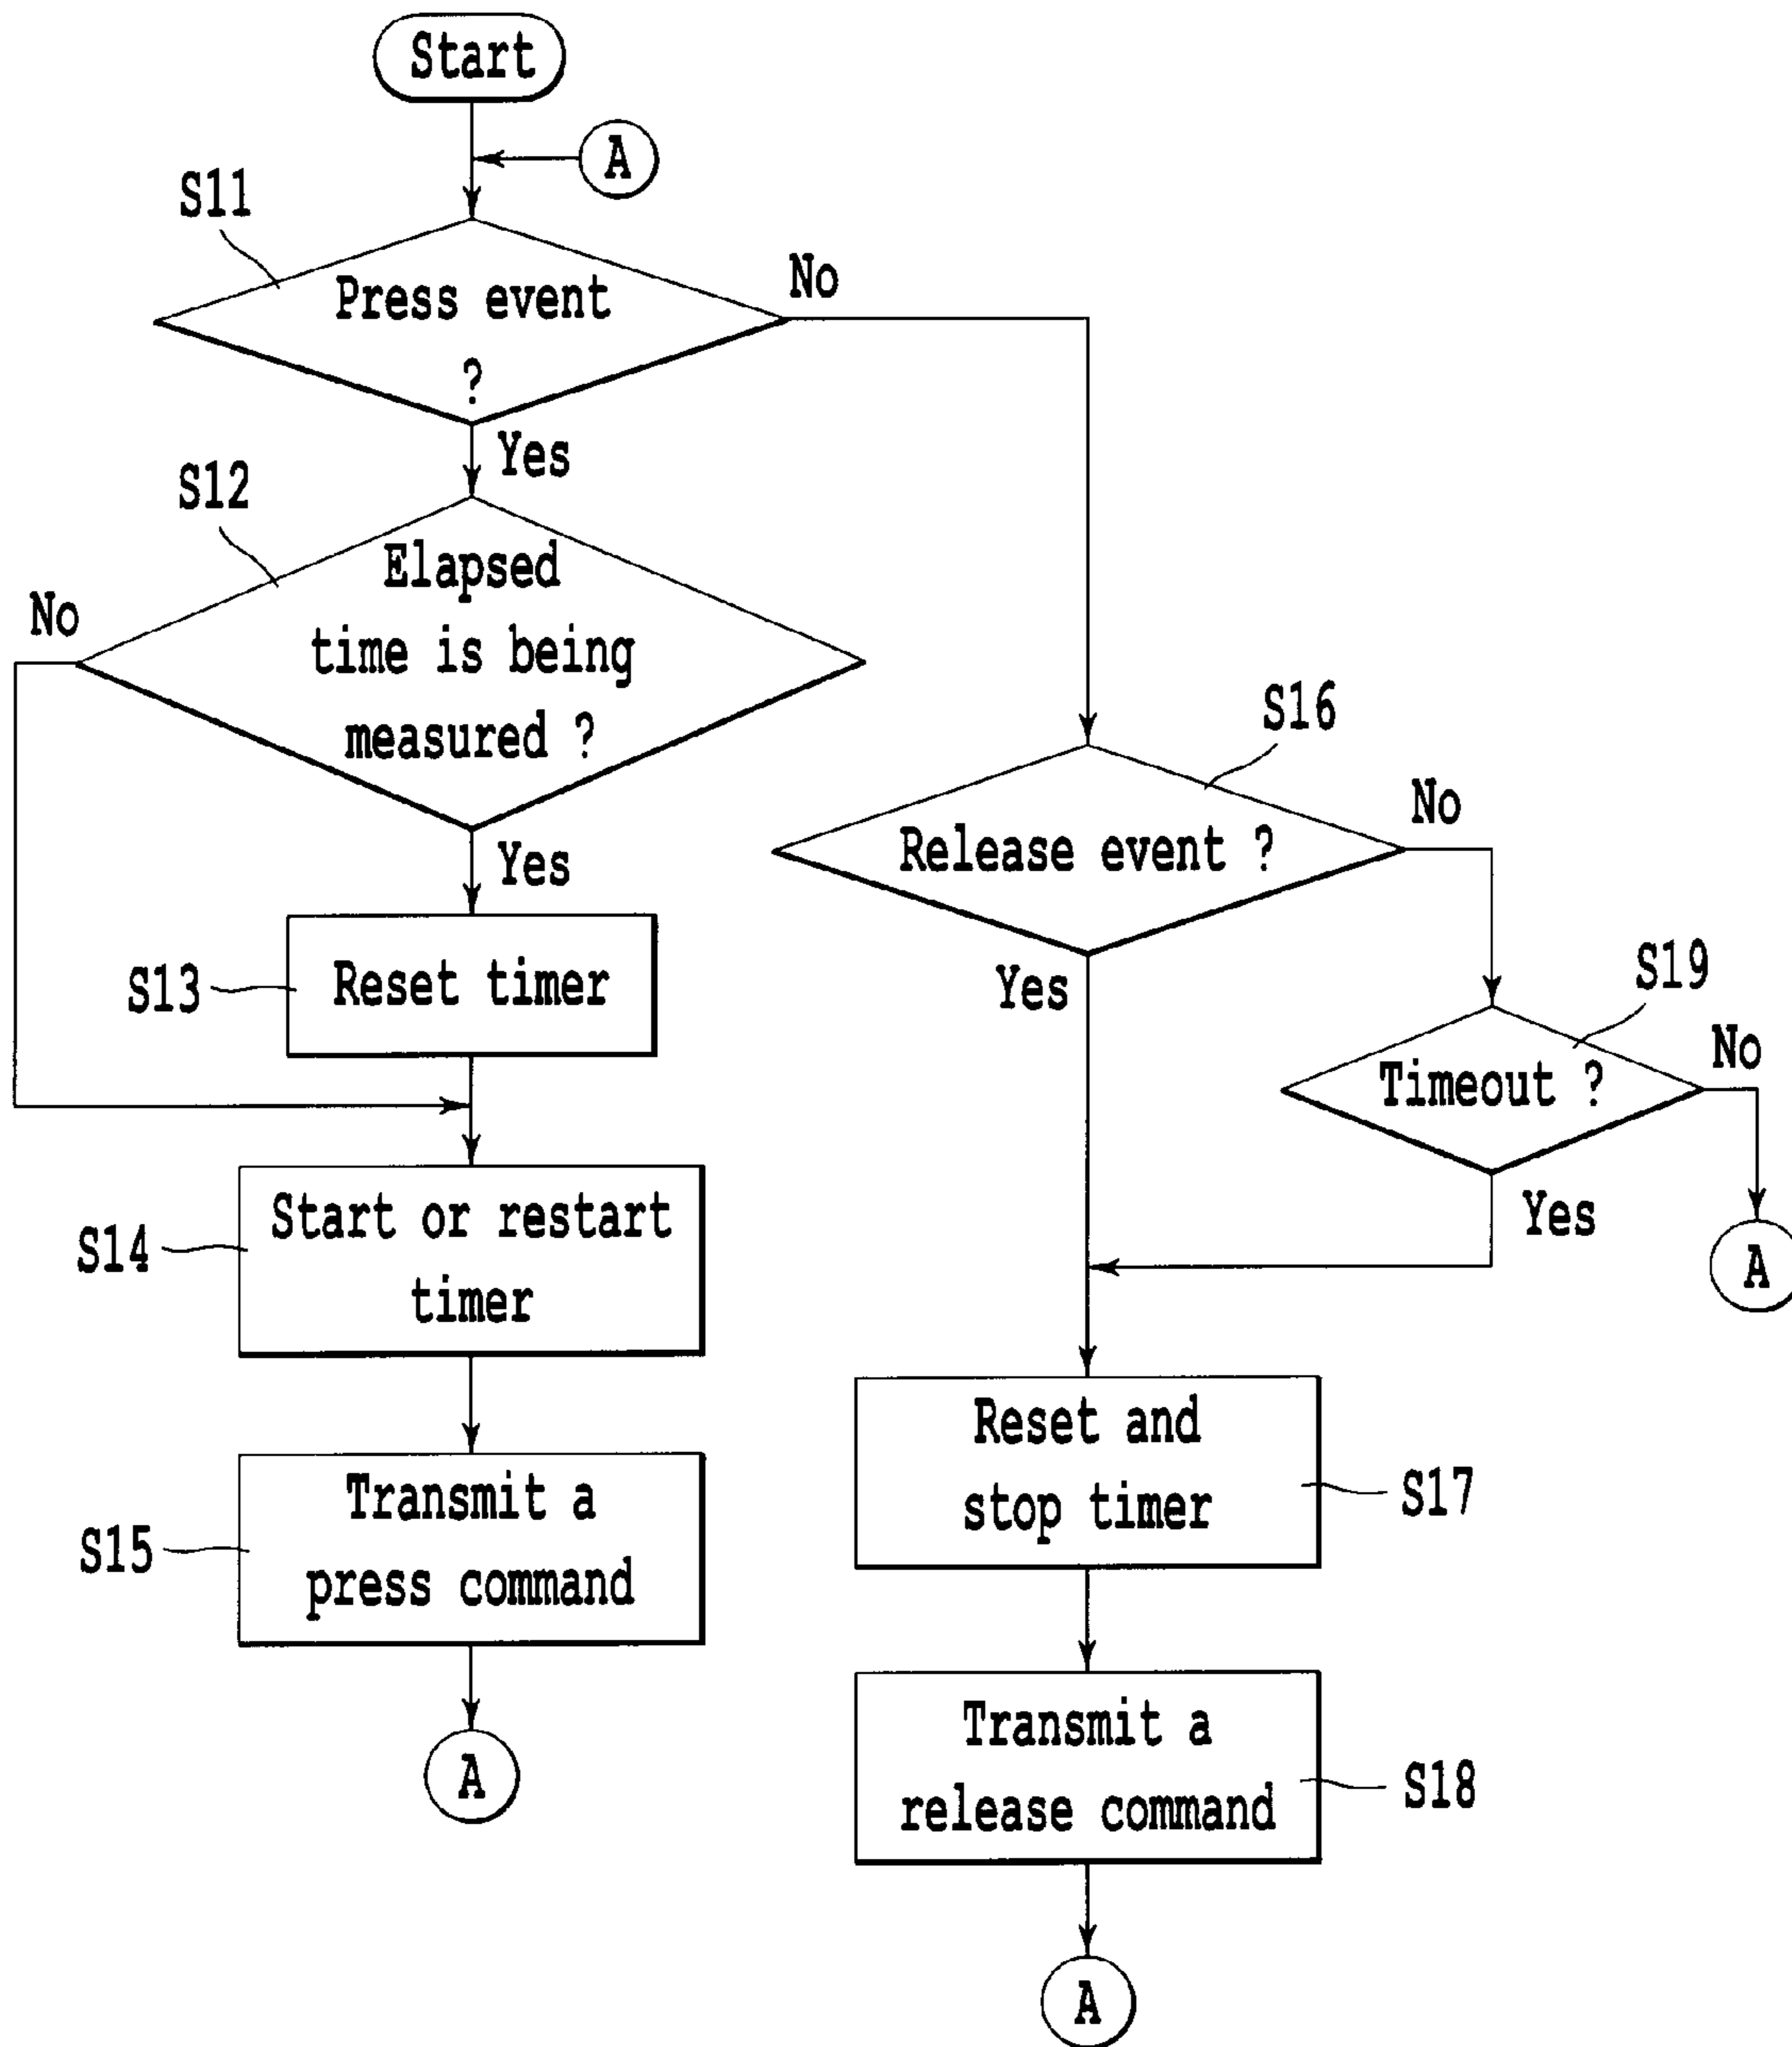 Start
A
S11
Press event
?
No
Yes
S12
Elapsed
time is being
measured ?
No
Yes
S13
Reset timer
S14
Start or restart
timer
S15
Transmit a
press command
A
S16
Release event ?
No
Yes
S19
Timeout ?
No
Yes
A
Reset and
stop timer
S17
Transmit a
release command
S18
A